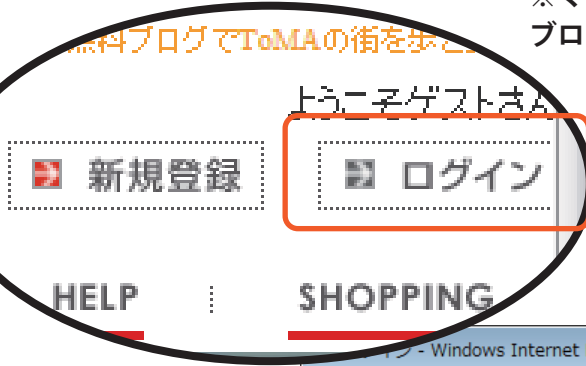 ※
ブロ
無料ブログでToMAの街を歩
ようこそゲストさん
新規登録
ログイン
HELP
SHOPPING
イン - Windows Internet